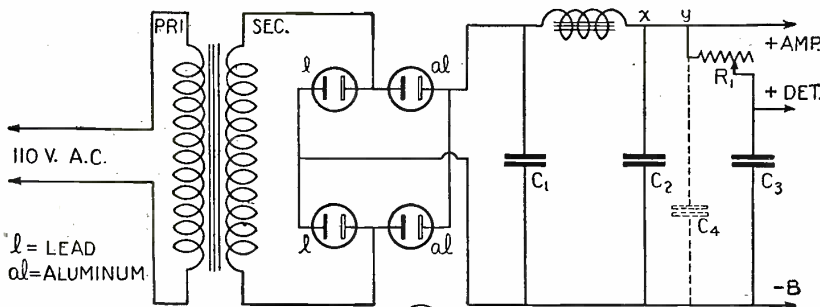 PRI.
SEC.
l
al
x
y
+AMP.
R1
+ DET.
110 V. A.C.
C1
C2
C3
C4
l
al
l = LEAD
al = ALUMINUM
-B